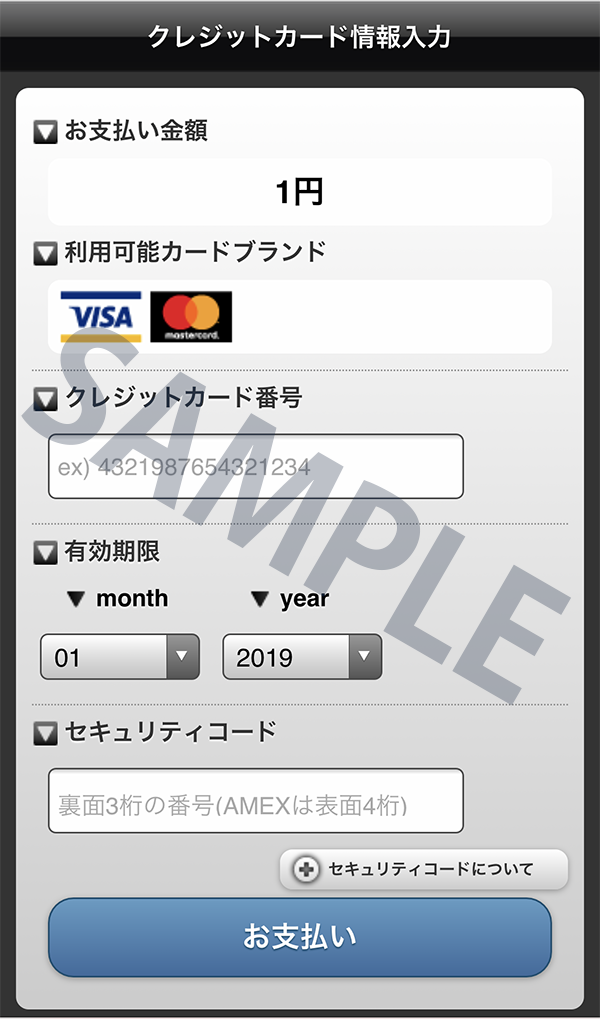 クレジットカード情報入力
お支払い金額
1円
利用可能カードブランド
VISA mastercard.
クレジットカード番号
ex) 4321987654321234
SAMPLE
有効期限
month year
01 2019
セキュリティコード
裏面3桁の番号(AMEXは表面4桁)
セキュリティコードについて
お支払い